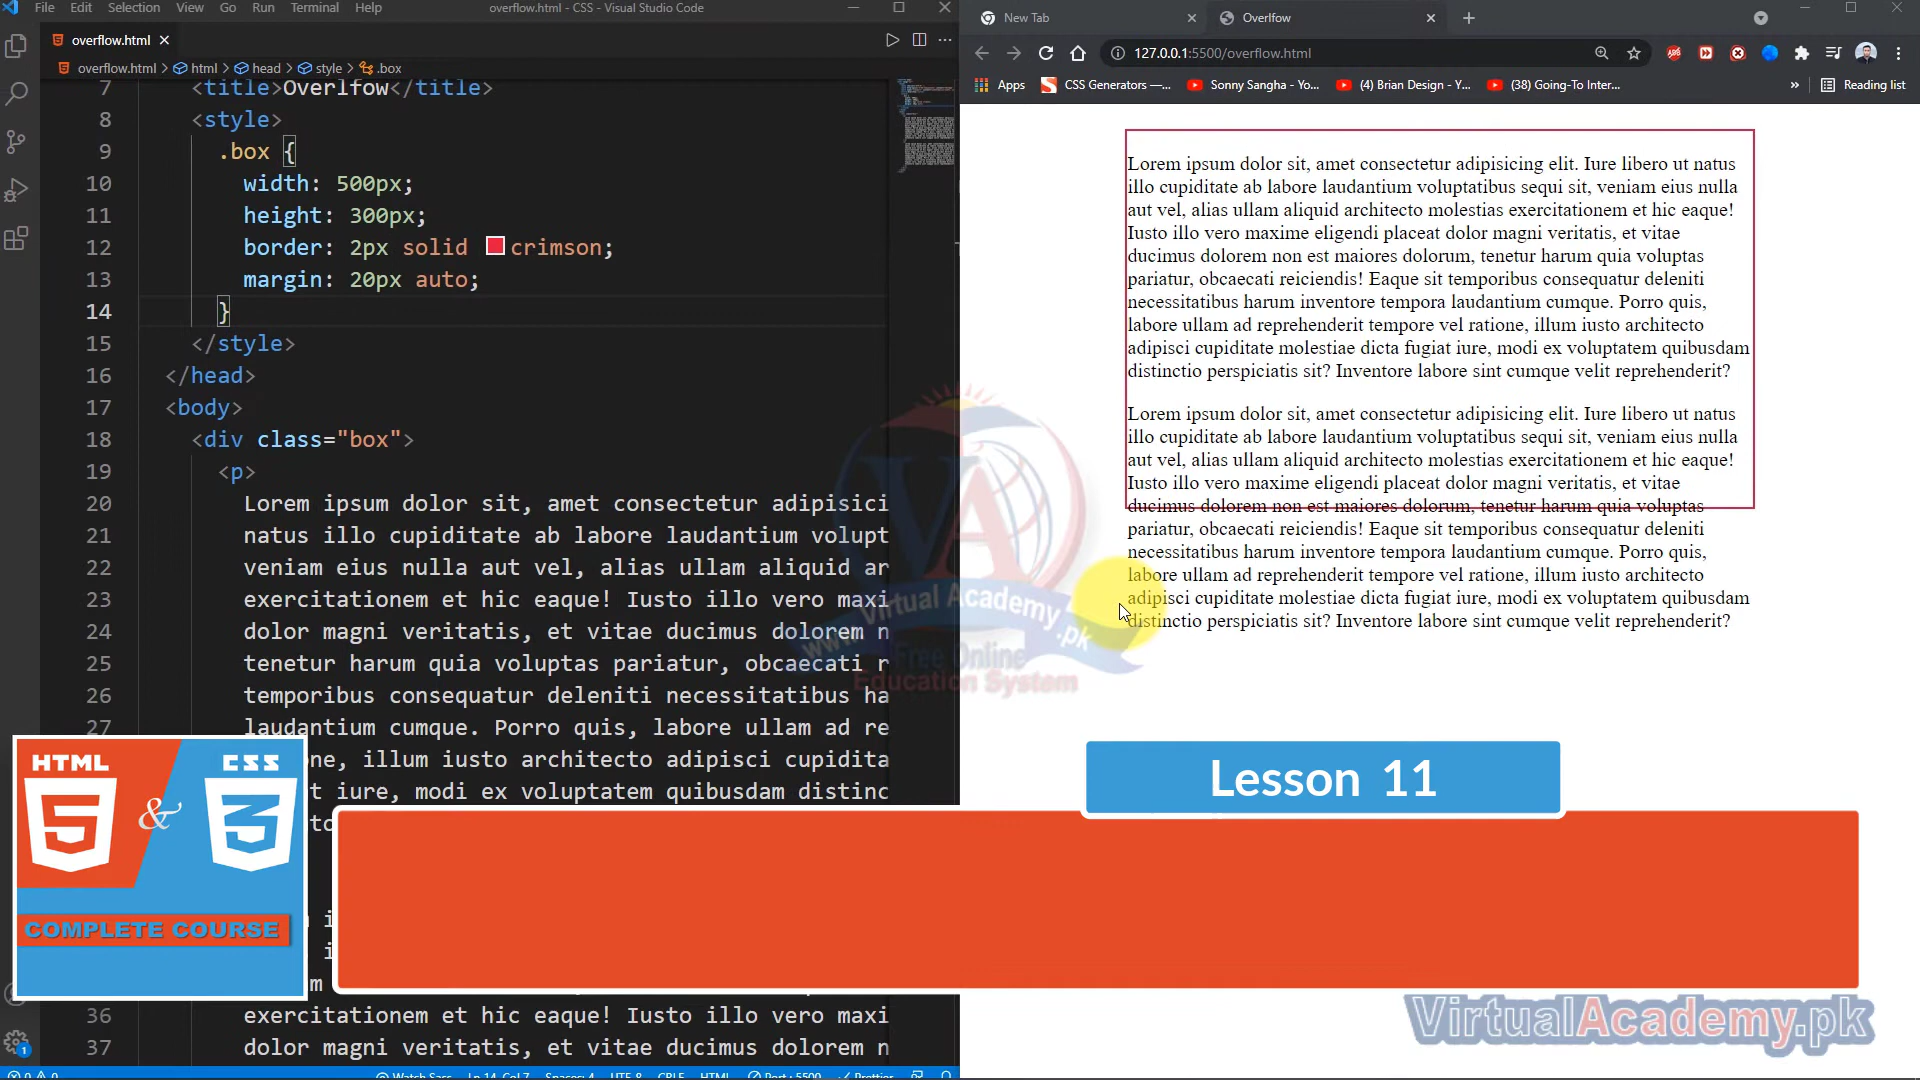 File Edit Selection View Go Run Terminal Help
overflow.html - CSS - Visual Studio Code
overflow.html
overflow.html > html > head > style > .box
7 <title>Overlfow</title>
8 <style>
9 .box {
10 width: 500px;
11 height: 300px;
12 border: 2px solid crimson;
13 margin: 20px auto;
14 }
15 </style>
16 </head>
17 <body>
18 <div class="box">
19 <p>
20 Lorem ipsum dolor sit, amet consectetur adipisici
21 natus illo cupiditate ab labore laudantium volupt
22 veniam eius nulla aut vel, alias ullam aliquid ar
23 exercitationem et hic eaque! Iusto illo vero maxi
24 dolor magni veritatis, et vitae ducimus dolorem n
25 tenetur harum quia voluptas pariatur, obcaecati r
26 temporibus consequatur deleniti necessitatibus ha
27 laudantium cumque. Porro quis, labore ullam ad re
ne, illum iusto architecto adipisci cupidita
t iure, modi ex voluptatem quibusdam distinc
36 exercitationem et hic eaque! Iusto illo vero maxi
37 dolor magni veritatis, et vitae ducimus dolorem n
New Tab
Overlfow
127.0.0.1:5500/overflow.html
Apps
CSS Generators —...
Sonny Sangha - Yo...
(4) Brian Design - Y...
(38) Going-To Inter...
»
Reading list
Lorem ipsum dolor sit, amet consectetur adipisicing elit. Iure libero ut natus
illo cupiditate ab labore laudantium voluptatibus sequi sit, veniam eius nulla
aut vel, alias ullam aliquid architecto molestias exercitationem et hic eaque!
Iusto illo vero maxime eligendi placeat dolor magni veritatis, et vitae
ducimus dolorem non est maiores dolorum, tenetur harum quia voluptas
pariatur, obcaecati reiciendis! Eaque sit temporibus consequatur deleniti
necessitatibus harum inventore tempora laudantium cumque. Porro quis,
labore ullam ad reprehenderit tempore vel ratione, illum iusto architecto
adipisci cupiditate molestiae dicta fugiat iure, modi ex voluptatem quibusdam
distinctio perspiciatis sit? Inventore labore sint cumque velit reprehenderit?
Lorem ipsum dolor sit, amet consectetur adipisicing elit. Iure libero ut natus
illo cupiditate ab labore laudantium voluptatibus sequi sit, veniam eius nulla
aut vel, alias ullam aliquid architecto molestias exercitationem et hic eaque!
Iusto illo vero maxime eligendi placeat dolor magni veritatis, et vitae
ducimus dolorem non est maiores dolorum, tenetur harum quia voluptas
pariatur, obcaecati reiciendis! Eaque sit temporibus consequatur deleniti
necessitatibus harum inventore tempora laudantium cumque. Porro quis,
labore ullam ad reprehenderit tempore vel ratione, illum iusto architecto
adipisci cupiditate molestiae dicta fugiat iure, modi ex voluptatem quibusdam
distinctio perspiciatis sit? Inventore labore sint cumque velit reprehenderit?
VA
www.Virtual Academy.pk
Free Online
Education System
HTML & CSS
5 3
COMPLETE COURSE
Lesson 11
VirtualAcademy.pk